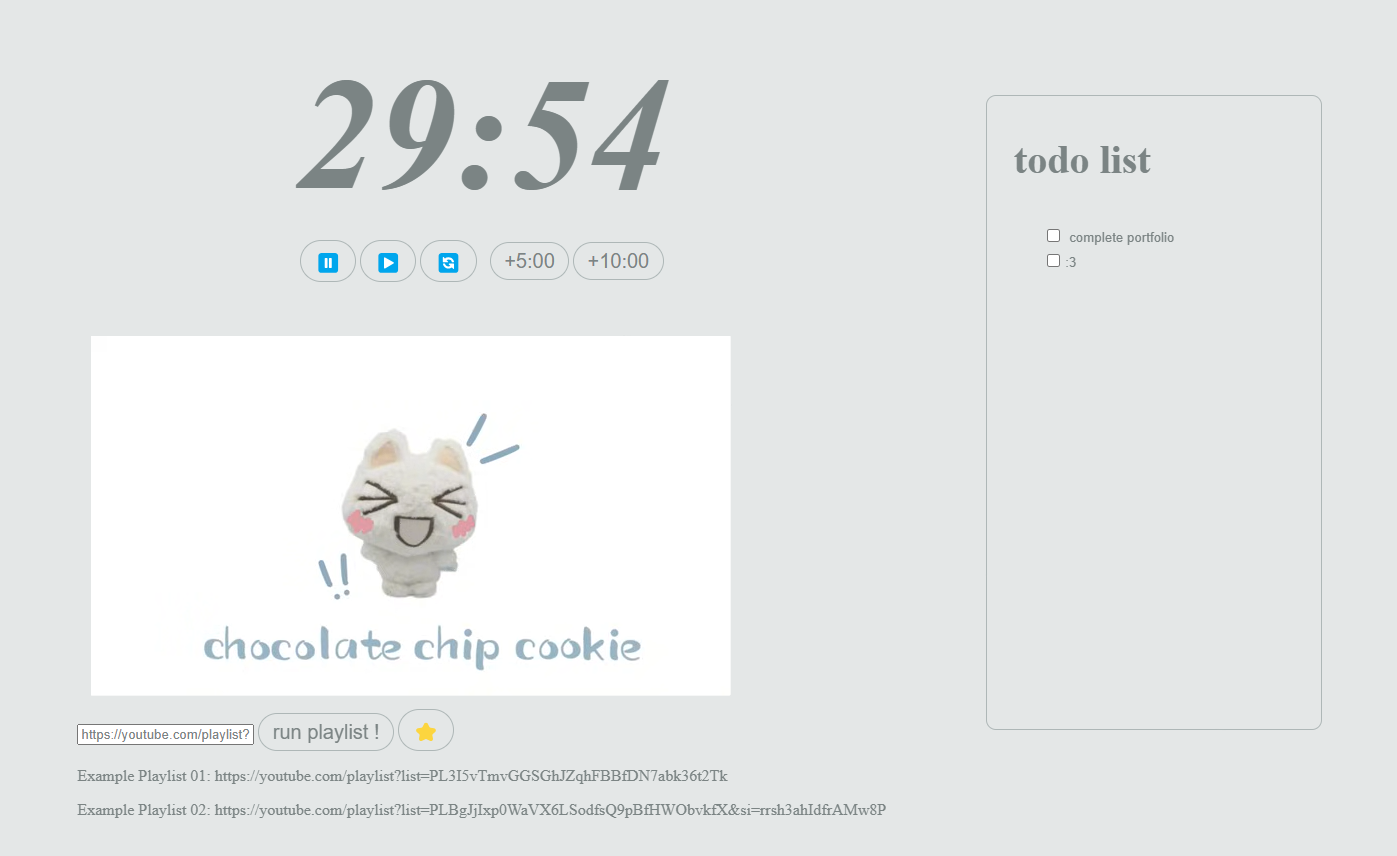 29:54
+5:00 +10:00
todo list
complete portfolio
:3
chocolate chip cookie
https://youtube.com/playlist?
run playlist !
Example Playlist 01: https://youtube.com/playlist?list=PL3I5vTmvGGSGhJZqhFBBfDN7abk36t2Tk
Example Playlist 02: https://youtube.com/playlist?list=PLBgJjIxp0WaVX6LSodfsQ9pBfHWObvkfX&si=rrsh3ahIdfrAMw8P